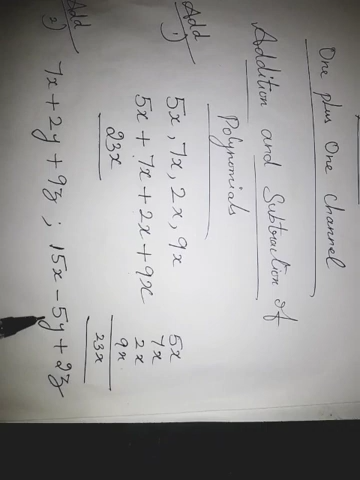 One plus One Channel
Addition and Subtraction of
Polynomials
Add
1) 5x, 7x, 2x, 9x
5x + 7x + 2x + 9x
23x
5x
7x
2x
9x
23x
Add
2) 7x + 2y + 9z ; 15x - 5y + 2z